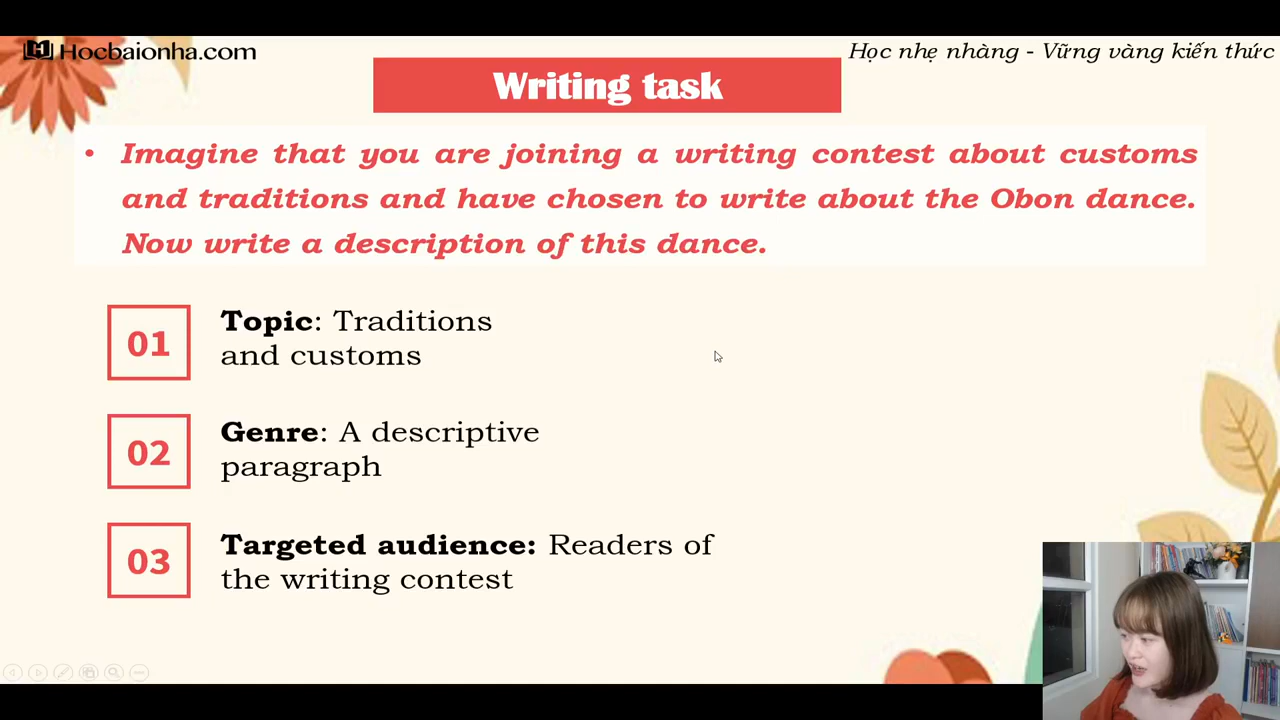 Hocbaionha.com
Học nhẹ nhàng - Vững vàng kiến thức
Writing task
• Imagine that you are joining a writing contest about customs
and traditions and have chosen to write about the Obon dance.
Now write a description of this dance.
01
Topic: Traditions
and customs
02
Genre: A descriptive
paragraph
03
Targeted audience: Readers of
the writing contest